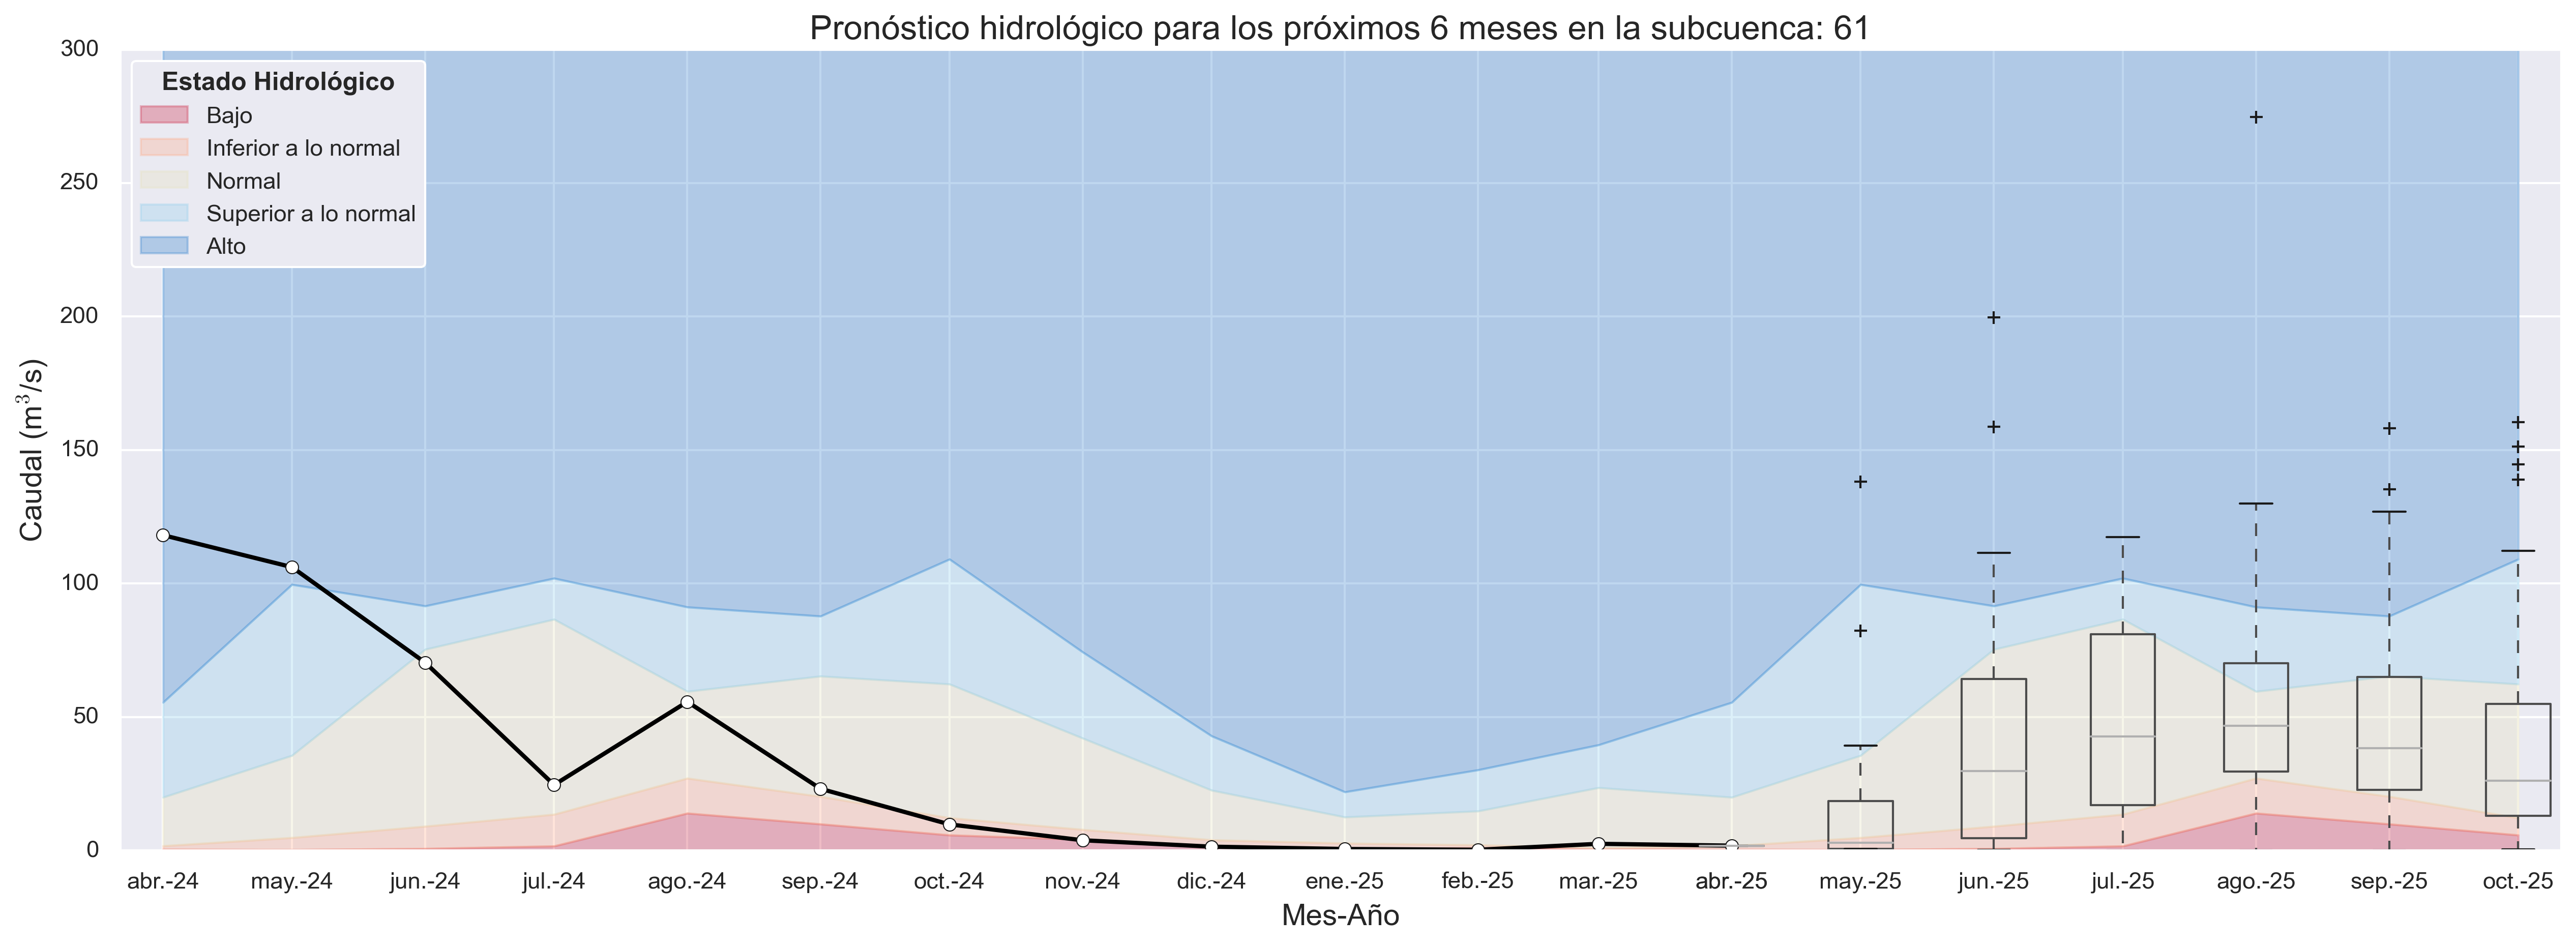 Pronóstico hidrológico para los próximos 6 meses en la subcuenca: 61
300
250
200
150
100
50
0
Caudal (m³/s)
Estado Hidrológico
Bajo
Inferior a lo normal
Normal
Superior a lo normal
Alto
abr.-24 may.-24 jun.-24 jul.-24 ago.-24 sep.-24 oct.-24 nov.-24 dic.-24 ene.-25 feb.-25 mar.-25 abr.-25 may.-25 jun.-25 jul.-25 ago.-25 sep.-25 oct.-25
Mes-Año